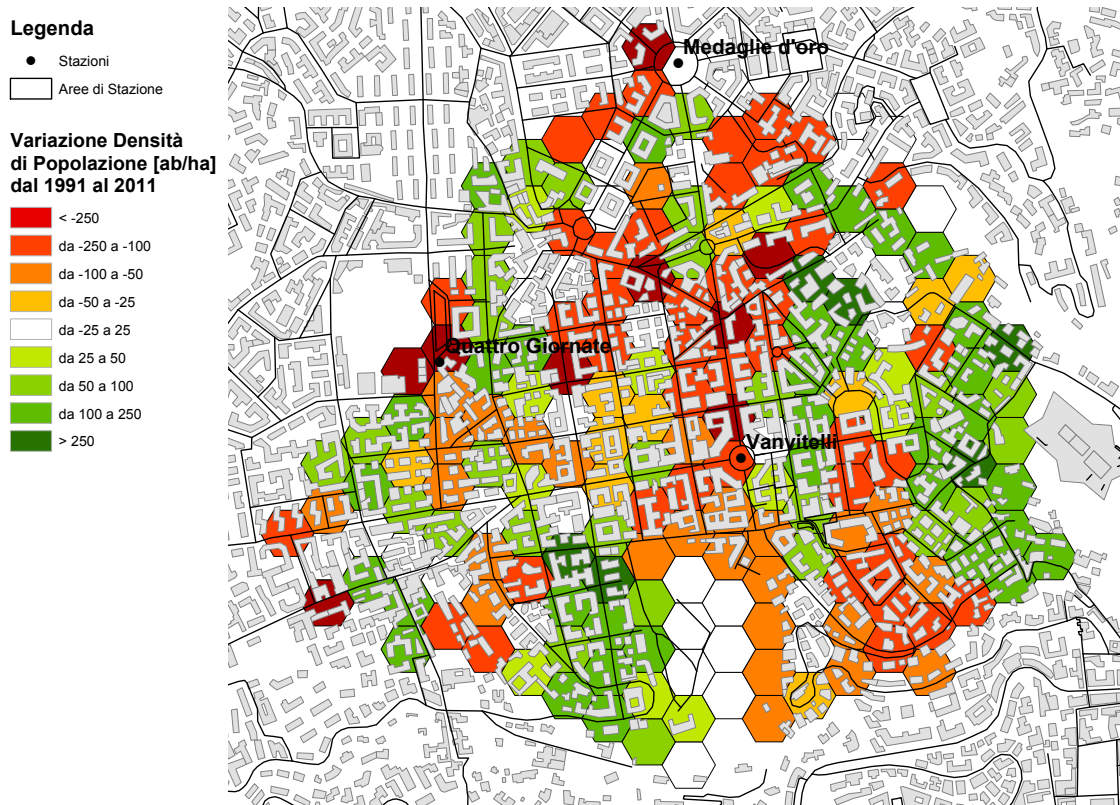 Legenda
Stazioni
Aree di Stazione
Variazione Densità
di Popolazione [ab/ha]
dal 1991 al 2011
< -250
da -250 a -100
da -100 a -50
da -50 a -25
da -25 a 25
da 25 a 50
da 50 a 100
da 100 a 250
> 250
Medaglie d'oro
Quattro Giornate
Vanvitelli